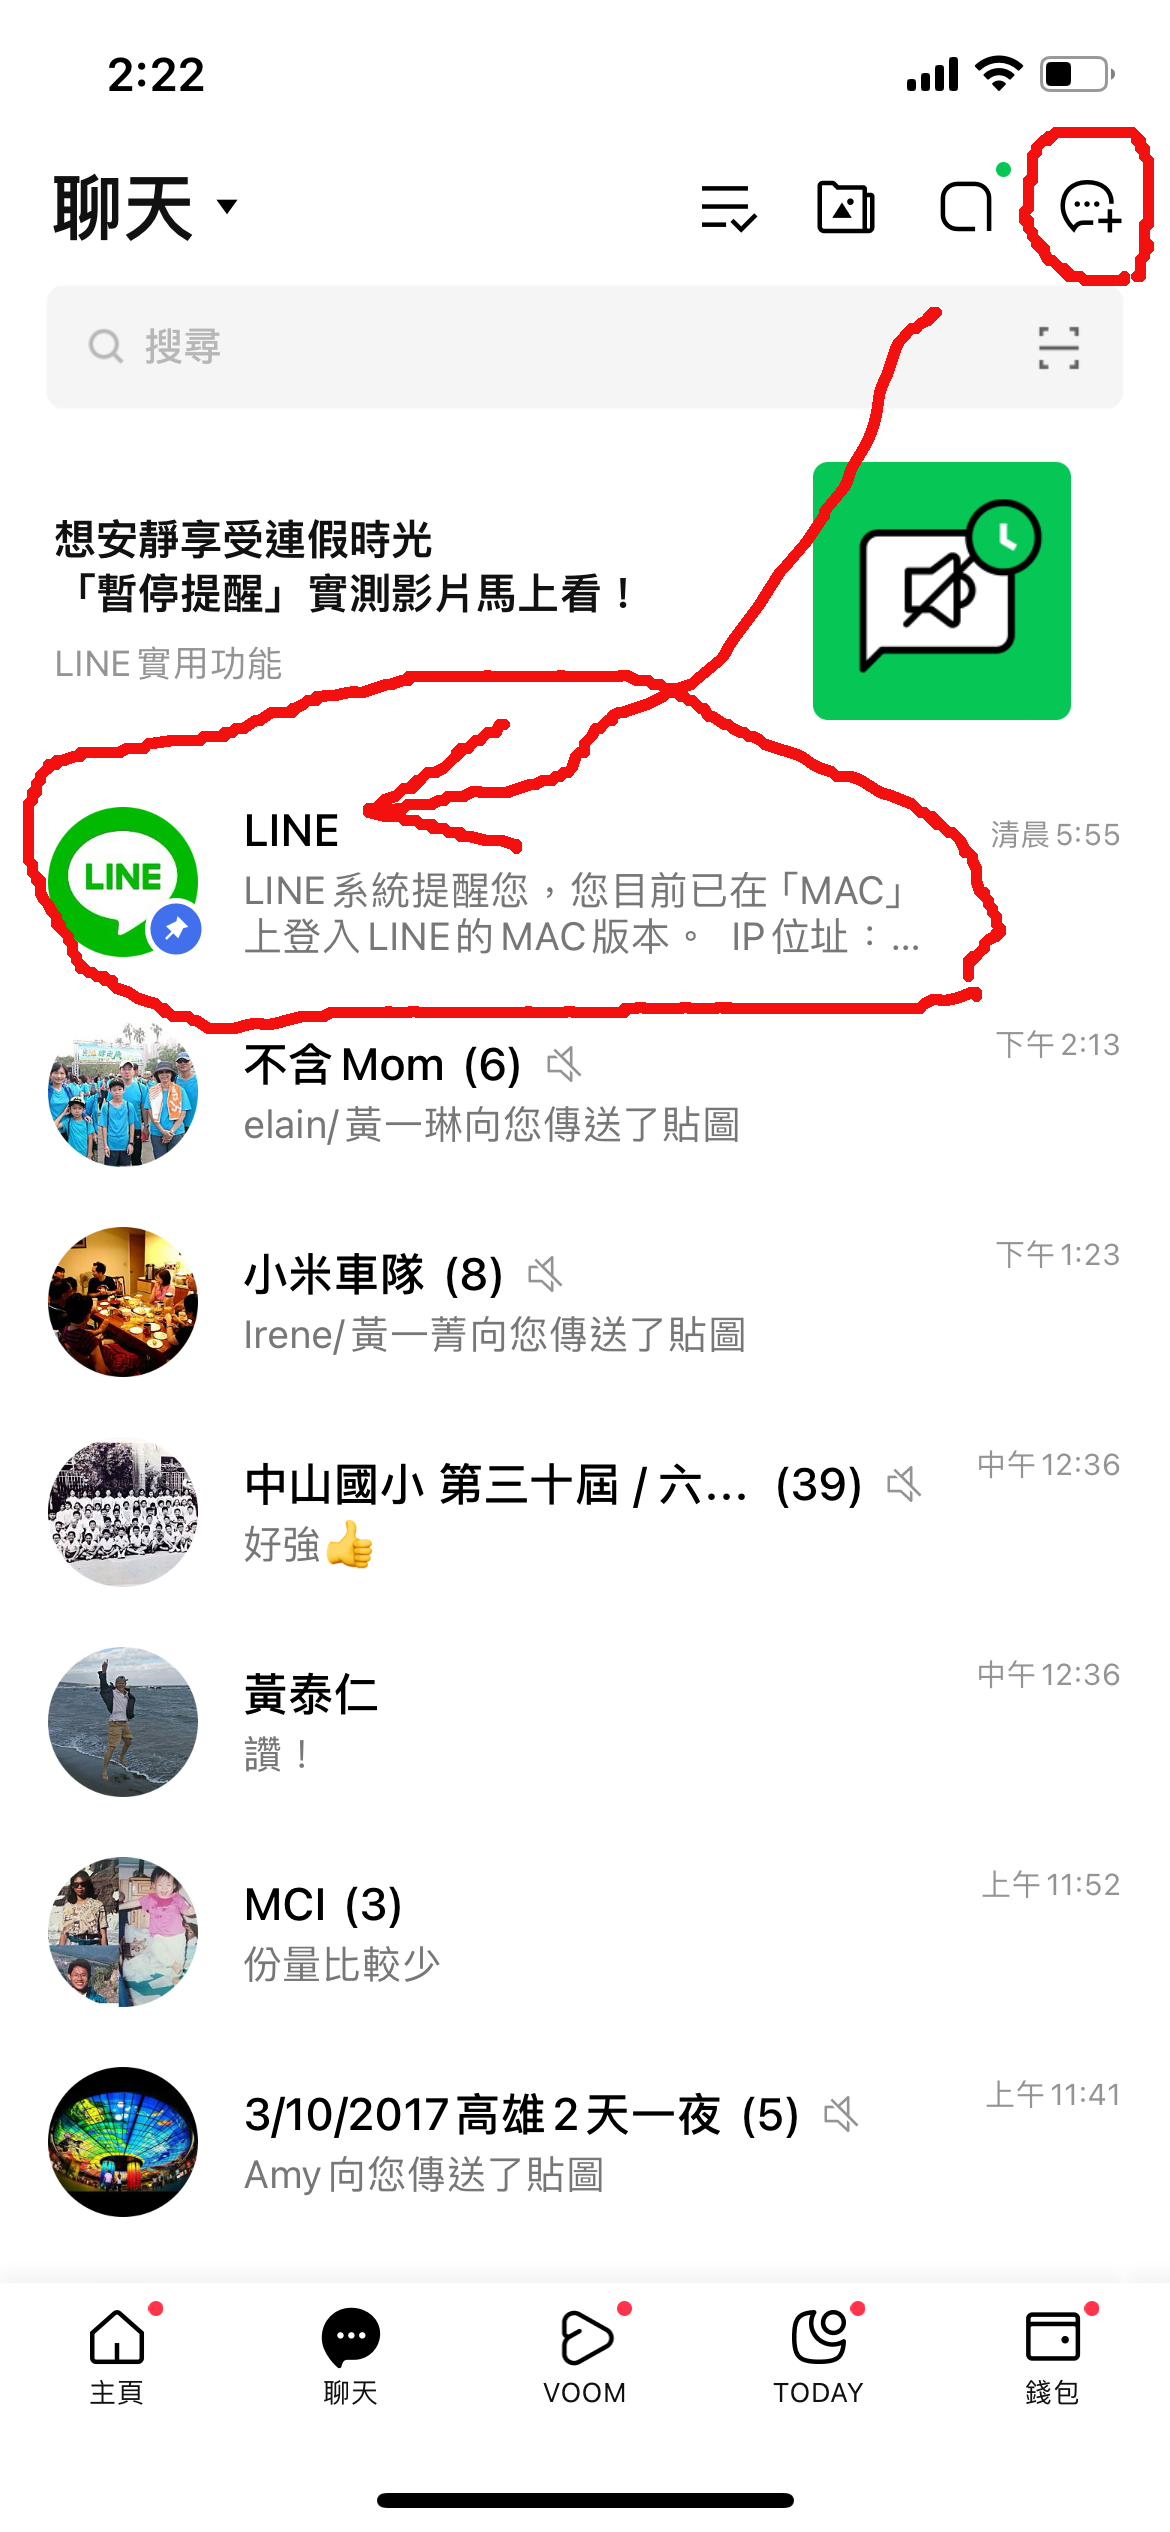 2:22
聊天
搜尋
想安靜享受連假時光
「暫停提醒」實測影片馬上看！
LINE實用功能
LINE
LINE
清晨 5:55
LINE系統提醒您，您目前已在「MAC」
上登入LINE的MAC版本。 IP位址：...
不含Mom (6)
下午 2:13
elain/黃一琳向您傳送了貼圖
小米車隊 (8)
下午 1:23
Irene/黃一菁向您傳送了貼圖
中山國小 第三十屆 / 六... (39)
中午 12:36
好強👍
黃泰仁
中午 12:36
讚！
MCI (3)
上午 11:52
份量比較少
3/10/2017高雄2天一夜 (5)
上午 11:41
Amy向您傳送了貼圖
主頁
聊天
VOOM
TODAY
錢包